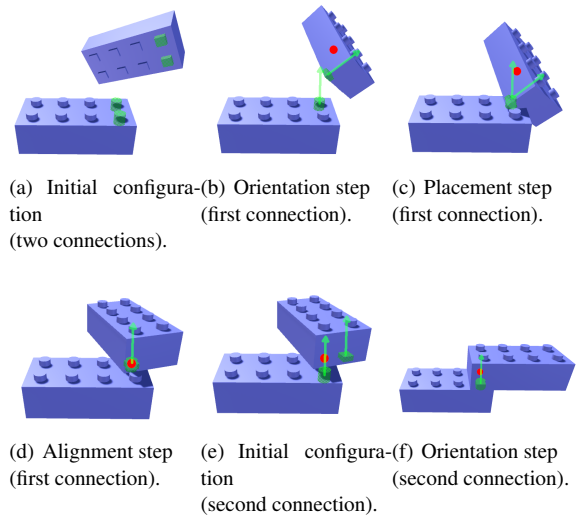 (a) Initial configura-
tion
(two connections).
(b) Orientation step
(first connection).
(c) Placement step
(first connection).
(d) Alignment step
(first connection).
(e) Initial configura-
tion
(second connection).
(f) Orientation step
(second connection).